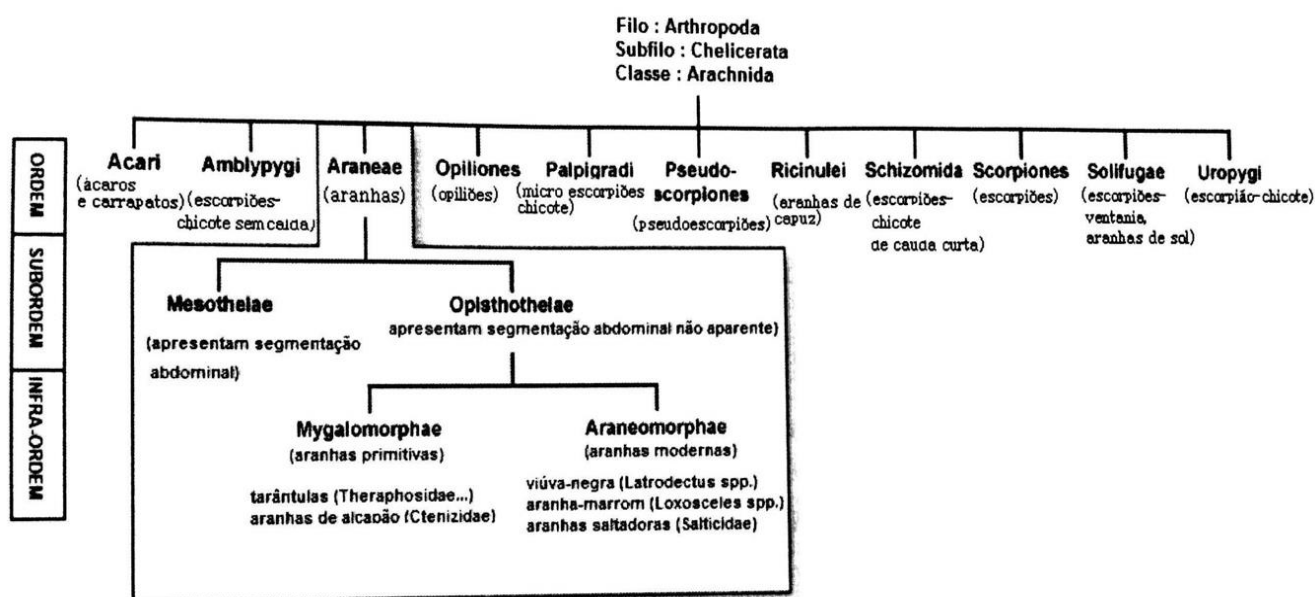 Filo : Arthropoda
Subfilo : Chelicerata
Classe : Arachnida
ORDEM
Acari
(ácaros
e carrapatos)
Amblypygi
(escorpiões-
chicote sem cauda)
Araneae
(aranhas)
Opiliones
(opiliões)
Palpigradi
(micro escorpiões
chicote)
Pseudo-
scorpiones
(pseudoescorpiões)
Ricinulei
(aranhas de
capuz)
Schizomida
(escorpiões-
chicote
de cauda curta)
Scorpiones
(escorpiões)
Solifugae
(escorpiões-
ventania,
aranhas de sol)
Uropygi
(escorpião-chicote)
SUBORDEM
Mesothelae
(apresentam segmentação
abdominal)
Opisthothelae
apresentam segmentação abdominal não aparente)
INFRA-ORDEM
Mygalomorphae
(aranhas primitivas)
tarântulas (Theraphosidae...)
aranhas de alcapão (Ctenizidae)
Araneomorphae
(aranhas modernas)
viúva-negra (Latrodectus spp.)
aranha-marrom (Loxosceles spp.)
aranhas saltadoras (Salticidae)